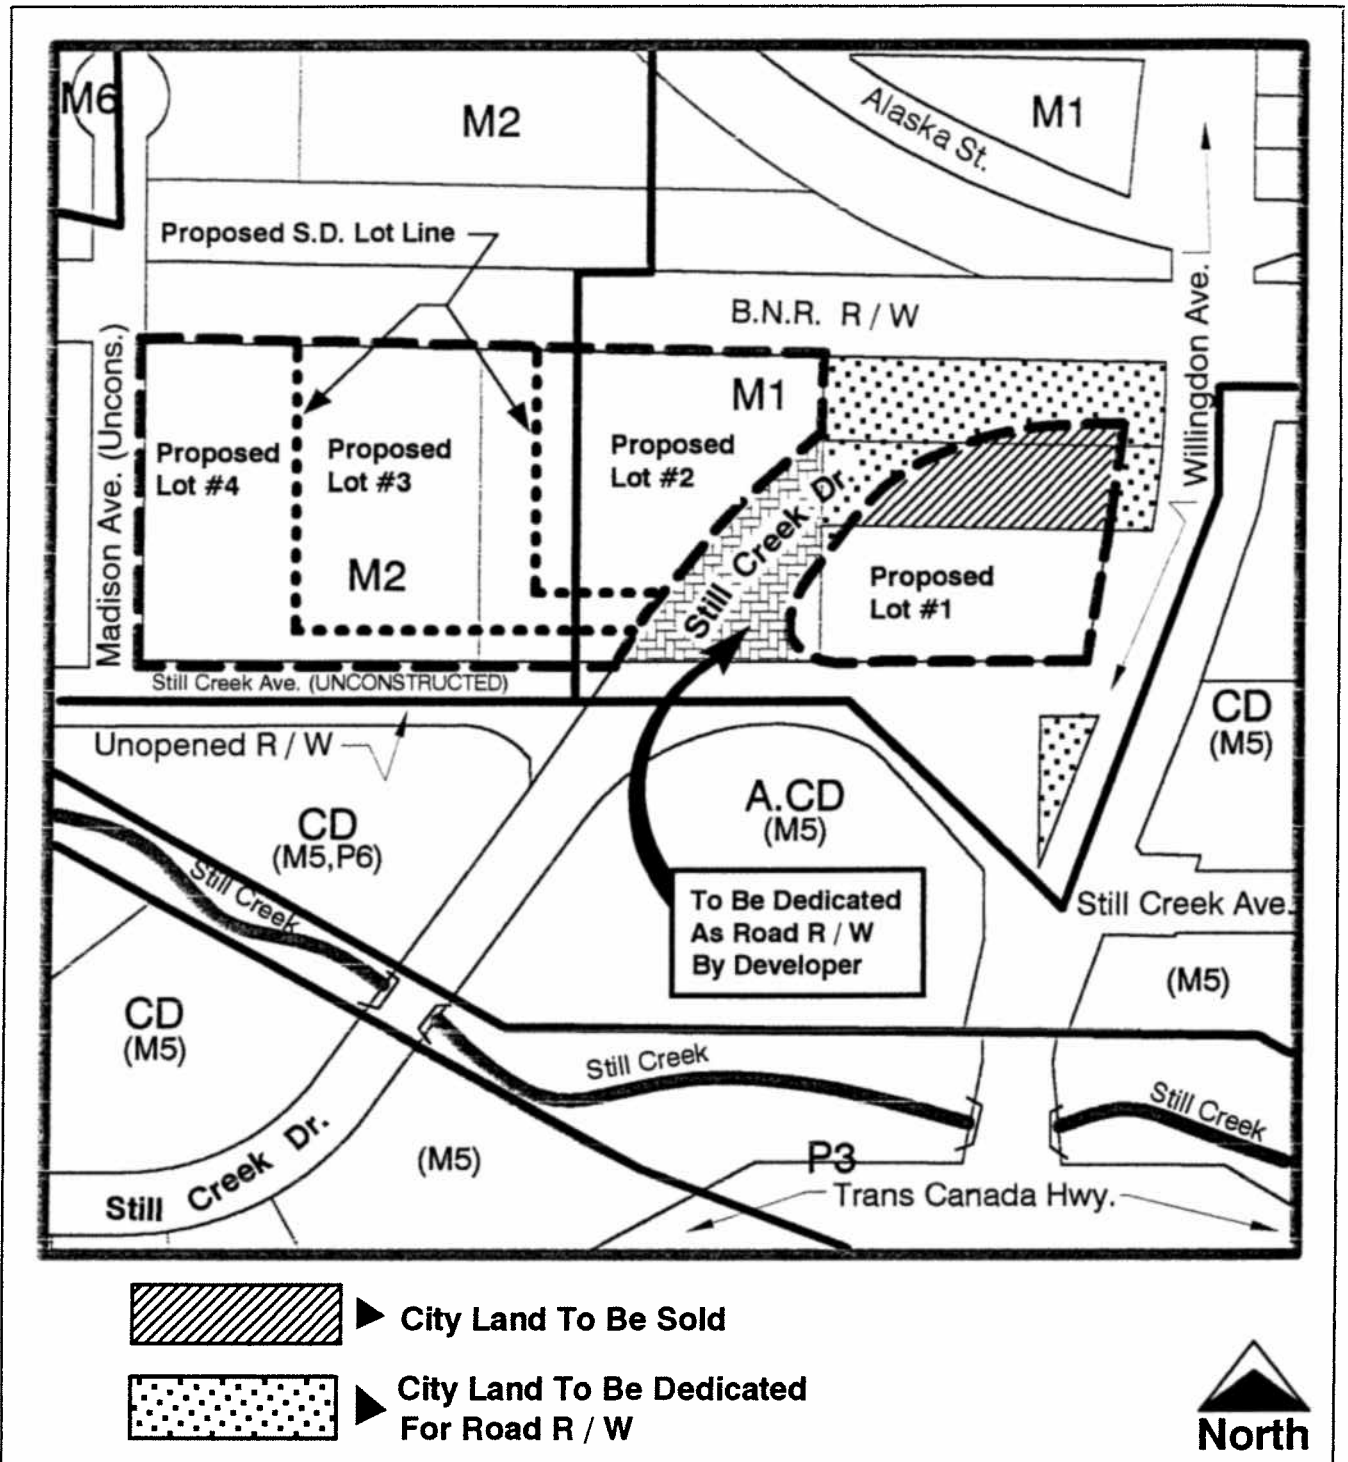 M6
M2
Alaska St.
M1
Proposed S.D. Lot Line
B.N.R. R / W
Willingdon Ave.
Madison Ave. (Uncons.)
M1
Proposed
Lot #4
Proposed
Lot #3
Proposed
Lot #2
Still Creek Dr.
M2
Proposed
Lot #1
Still Creek Ave. (UNCONSTRUCTED)
Unopened R / W
CD
(M5)
CD
(M5,P6)
A.CD
(M5)
Still Creek
To Be Dedicated
As Road R / W
By Developer
Still Creek Ave.
(M5)
CD
(M5)
Still Creek
Still Creek
Still Creek Dr.
(M5)
P3
Trans Canada Hwy.
City Land To Be Sold
City Land To Be Dedicated
For Road R / W
North